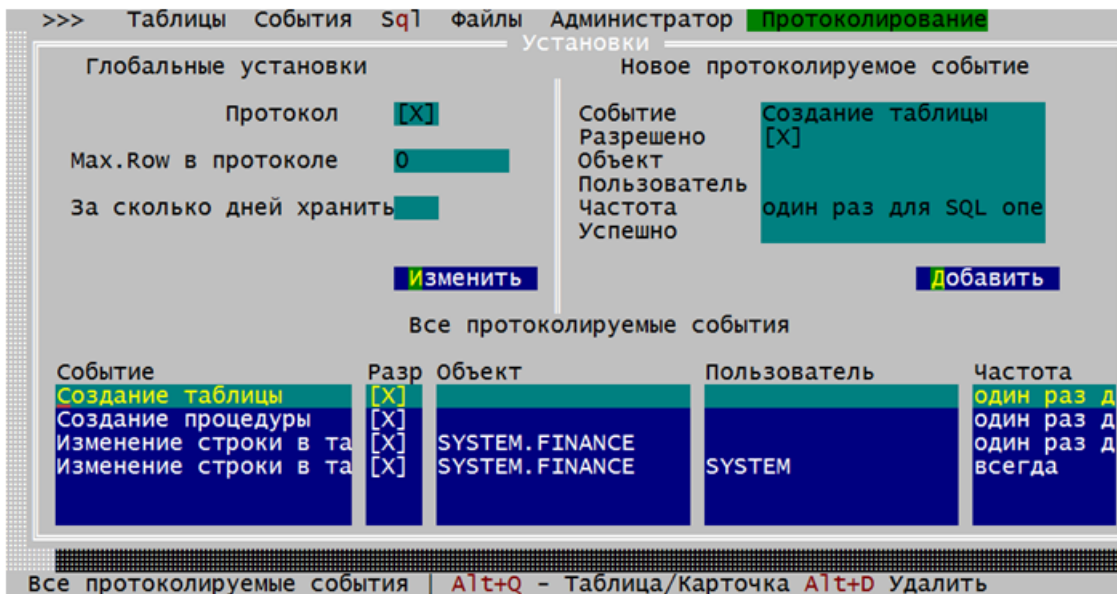 >>> Таблицы События Sql Файлы Администратор Протоколирование
Установки
Глобальные установки
Протокол [X]
Max.Row в протоколе 0
За сколько дней хранить
Изменить
Новое протоколируемое событие
Событие Создание таблицы
Разрешено [X]
Объект
Пользователь
Частота один раз для SQL опе
Успешно
Добавить
Все протоколируемые события
Событие Разр Объект Пользователь Частота
Создание таблицы [X] один раз д
Создание процедуры [X] один раз д
Изменение строки в та [X] SYSTEM.FINANCE один раз д
Изменение строки в та [X] SYSTEM.FINANCE SYSTEM всегда
Все протоколируемые события | Alt+Q – Таблица/Карточка Alt+D Удалить